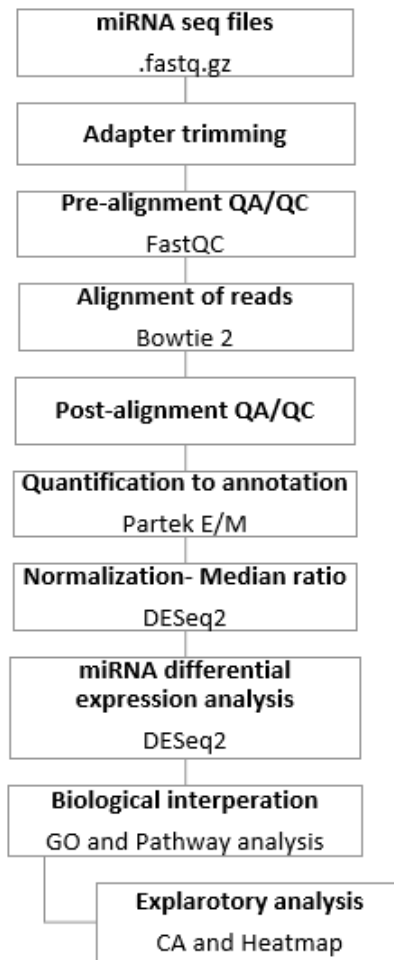 miRNA seq files
.fastq.gz
Adapter trimming
Pre-alignment QA/QC
FastQC
Alignment of reads
Bowtie 2
Post-alignment QA/QC
Quantification to annotation
Partek E/M
Normalization- Median ratio
DESeq2
miRNA differential
expression analysis
DESeq2
Biological interperation
GO and Pathway analysis
Explarotory analysis
CA and Heatmap